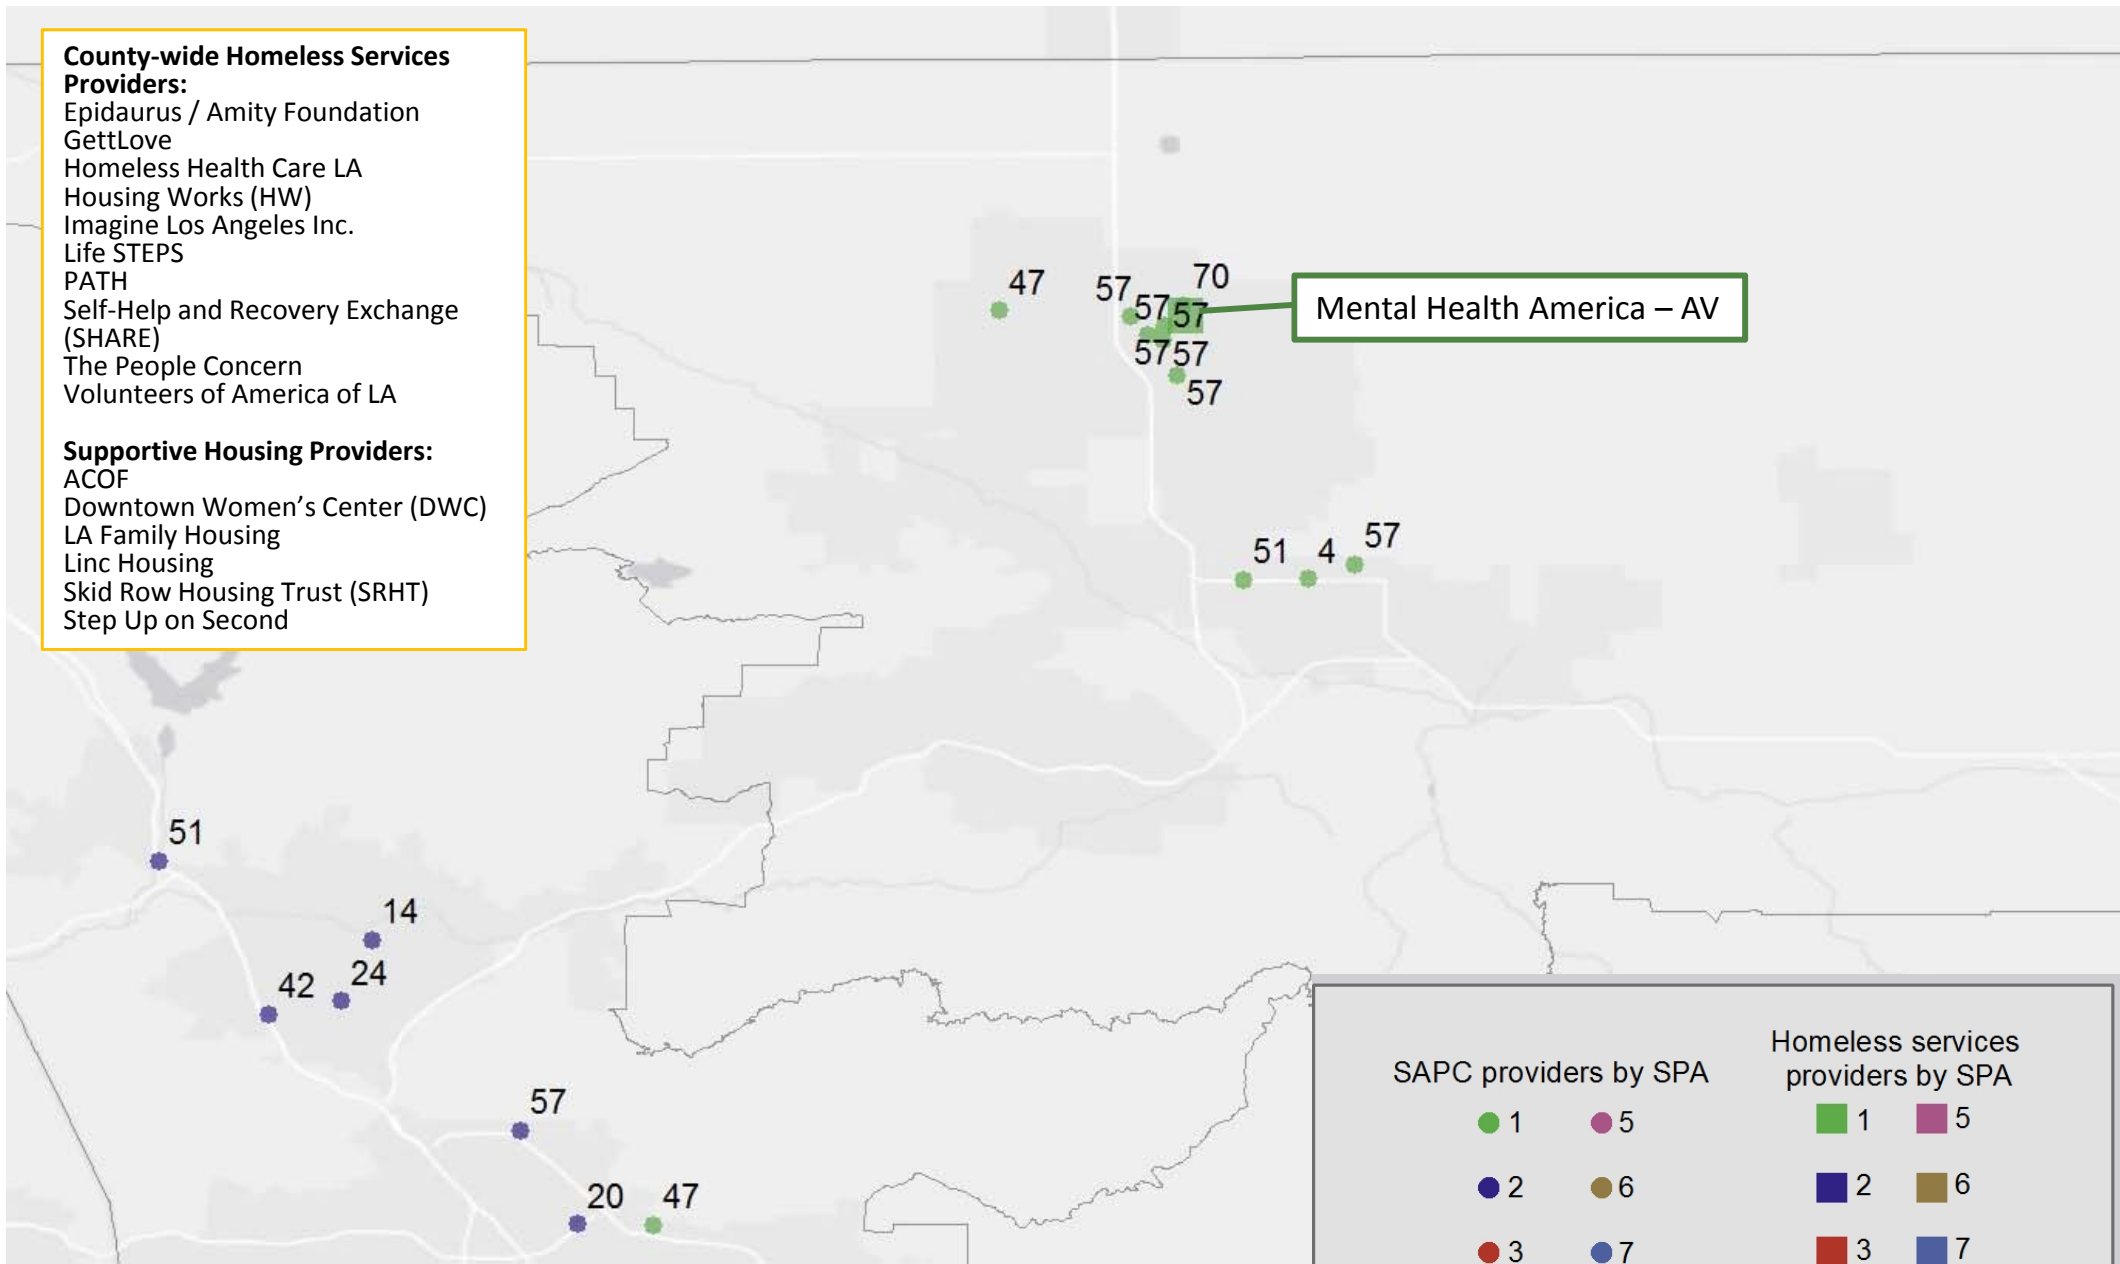 County-wide Homeless Services
Providers:
Epidaurus / Amity Foundation
GettLove
Homeless Health Care LA
Housing Works (HW)
Imagine Los Angeles Inc.
Life STEPS
PATH
Self-Help and Recovery Exchange
(SHARE)
The People Concern
Volunteers of America of LA
Supportive Housing Providers:
ACOF
Downtown Women’s Center (DWC)
LA Family Housing
Linc Housing
Skid Row Housing Trust (SRHT)
Step Up on Second
47
57
70
57
57
Mental Health America – AV
57
57
57
51
4
57
51
14
42
24
57
20
47
SAPC providers by SPA
1
5
2
6
3
7
Homeless services
providers by SPA
1
5
2
6
3
7